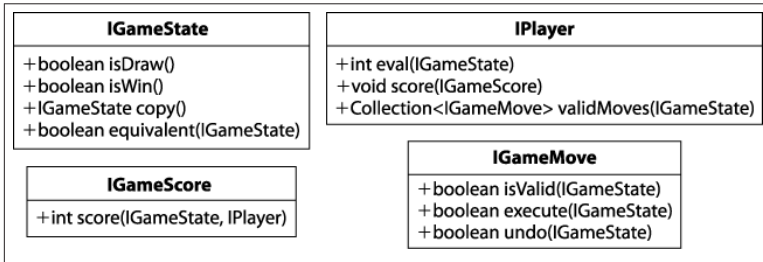 IGameState
+boolean isDraw()
+boolean isWin()
+IGameState copy()
+boolean equivalent(IGameState)
IPlayer
+int eval(IGameState)
+void score(IGameScore)
+Collection<IGameMove> validMoves(IGameState)
IGameScore
+int score(IGameState, IPlayer)
IGameMove
+boolean isValid(IGameState)
+boolean execute(IGameState)
+boolean undo(IGameState)